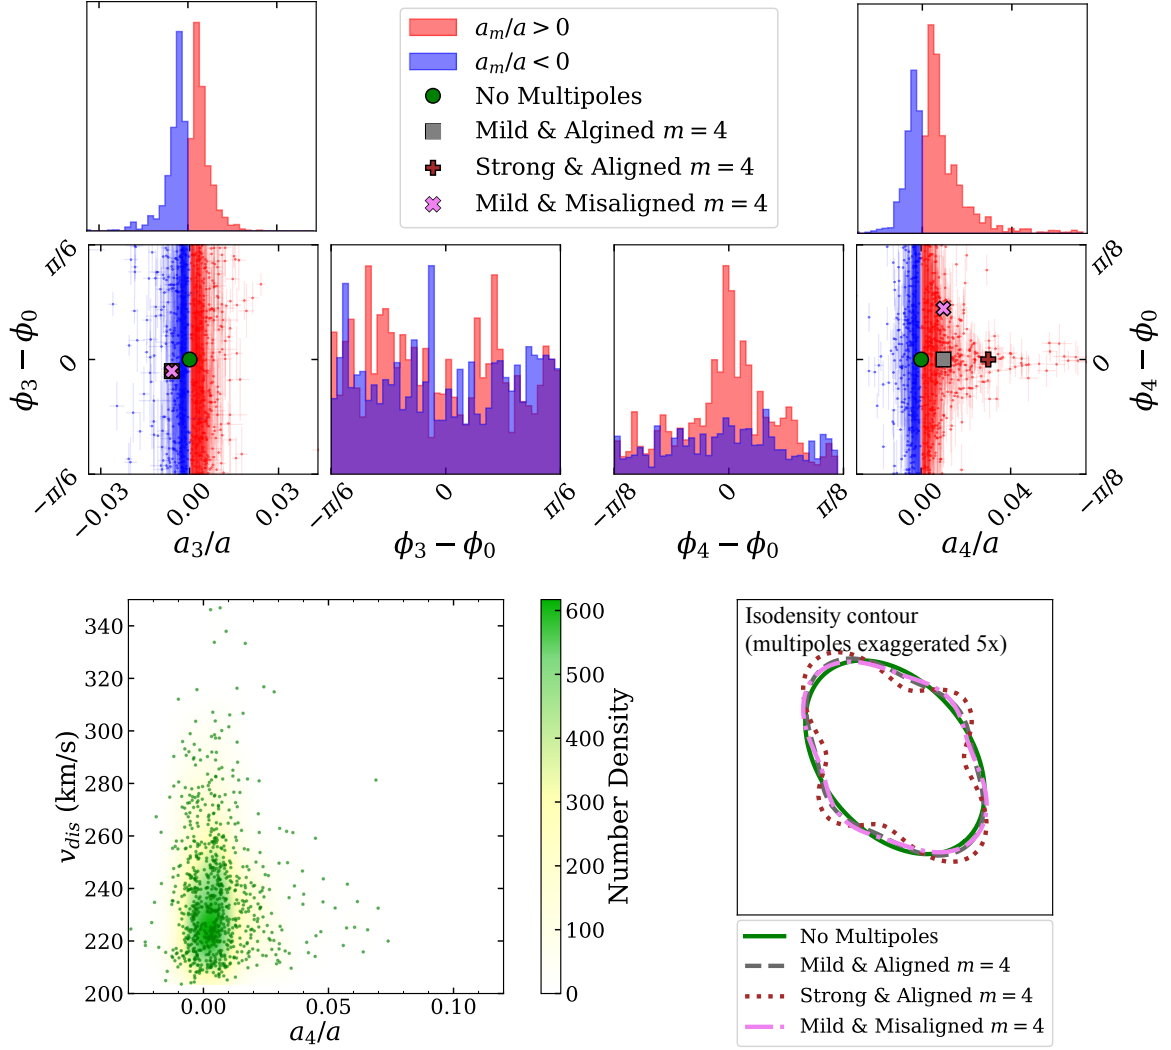 a_m/a > 0
a_m/a < 0
No Multipoles
Mild & Algined m = 4
Strong & Aligned m = 4
Mild & Misaligned m = 4
π/6
0
−π/6
ϕ₃ − ϕ₀
−0.03
0.00
0.03
a₃/a
−π/6
0
π/6
ϕ₃ − ϕ₀
−π/8
0
π/8
ϕ₄ − ϕ₀
0.00
0.04
a₄/a
π/8
0
−π/8
ϕ₄ − ϕ₀
340
320
300
280
260
240
220
200
v_dis (km/s)
0.00
0.05
0.10
a₄/a
600
500
400
300
200
100
0
Number Density
Isodensity contour
(multipoles exaggerated 5x)
No Multipoles
Mild & Aligned m = 4
Strong & Aligned m = 4
Mild & Misaligned m = 4